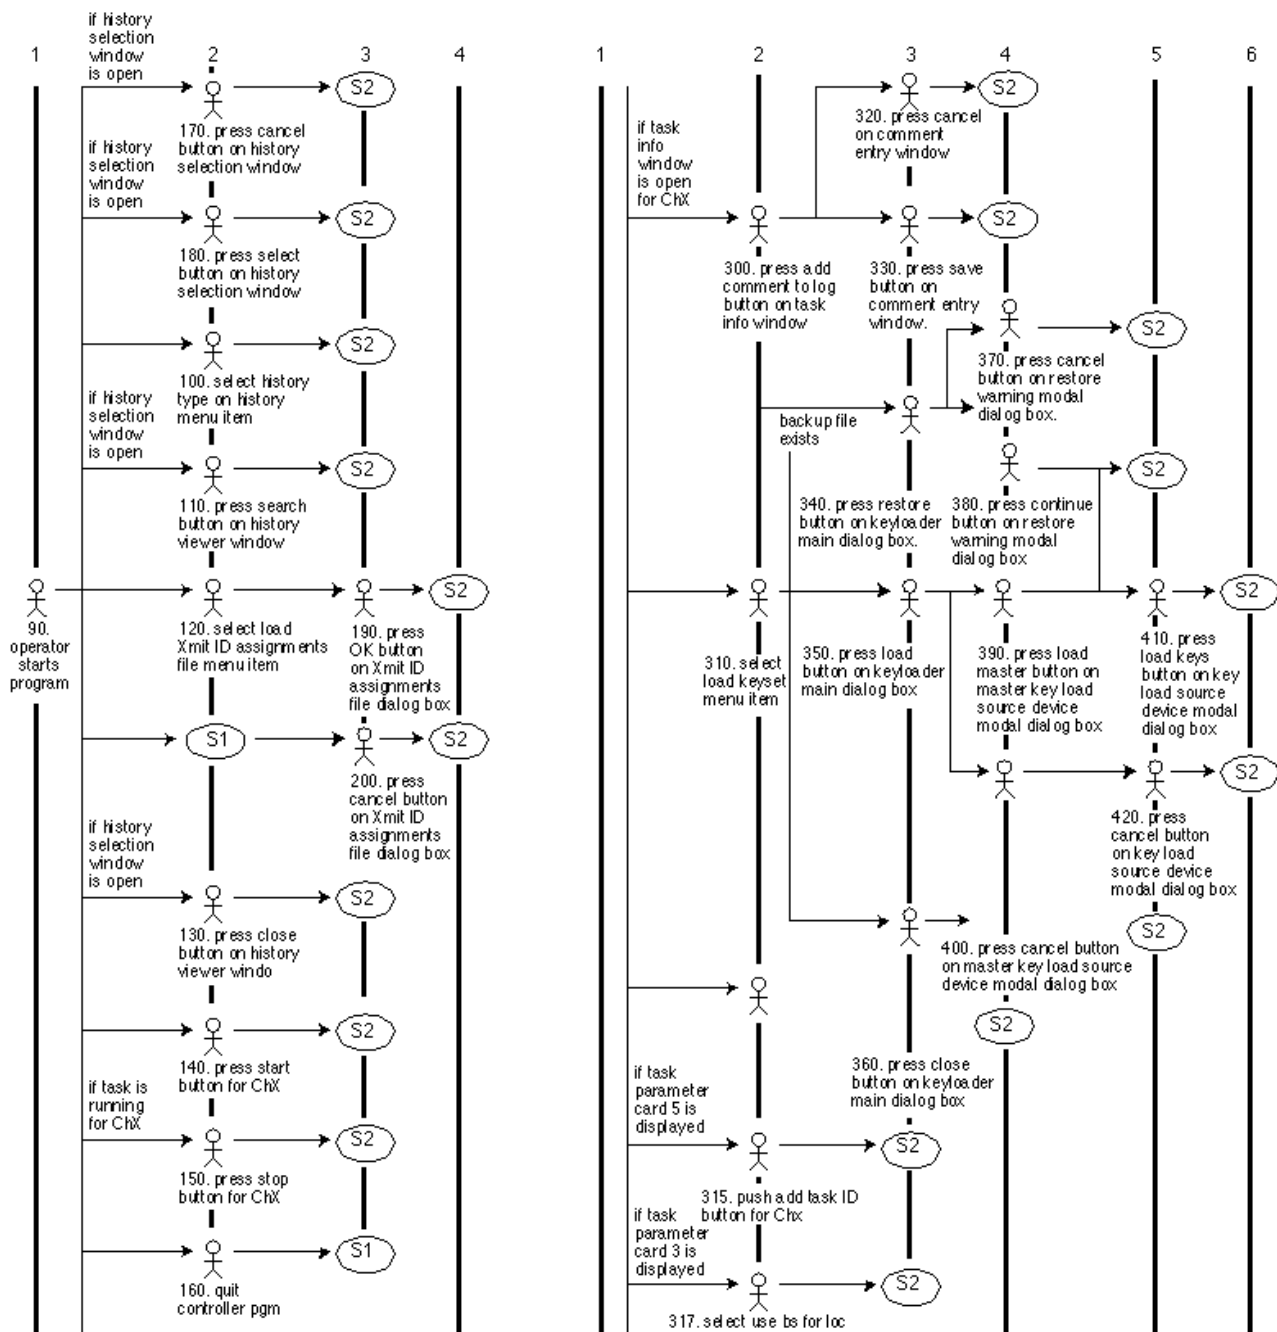 1
if history
selection
window
is open
2
3
4
S2
170. press cancel
button on history
selection window
if history
selection
window
is open
S2
180. press select
button on history
selection window
S2
100. select history
type on history
menu item
if history
selection
window
is open
S2
110. press search
button on history
viewer window
90.
operator
starts
program
120. select load
Xmit ID assignments
file menu item
190. press
OK button
on Xmit ID
assignments
file dialog box
S2
S1
200. press
cancel button
on Xmit ID
assignments
file dialog box
S2
if history
selection
window
is open
S2
130. press close
button on history
viewer windo
S2
140. press start
button for ChX
if task is
running
for ChX
S2
150. press stop
button for ChX
S1
160. quit
controller pgm
1
2
3
4
5
6
S2
320. press cancel
on comment
entry window
if task
info
window
is open
for ChX
S2
300. press add
comment to log
button on task
info window
330. press save
button on
comment entry
window.
S2
370. press cancel
button on restore
warning modal
dialog box.
backup file
exists
340. press restore
button on keyloader
main dialog box.
S2
380. press continue
button on restore
warning modal
dialog box
310. select
load keyset
menu item
350. press load
button on keyloader
main dialog box
390. press load
master button on
master key load
source device
modal dialog box
410. press
load keys
button on key
load source
device modal
dialog box
S2
S2
420. press
cancel button
on key load
source device
modal dialog box
S2
400. press cancel button
on master key load source
device modal dialog box
S2
360. press close
button on keyloader
main dialog box
if task
parameter
card 5 is
displayed
S2
315. push add task ID
button for Chx
if task
parameter
card 3 is
displayed
S2
317. select use bs for loc